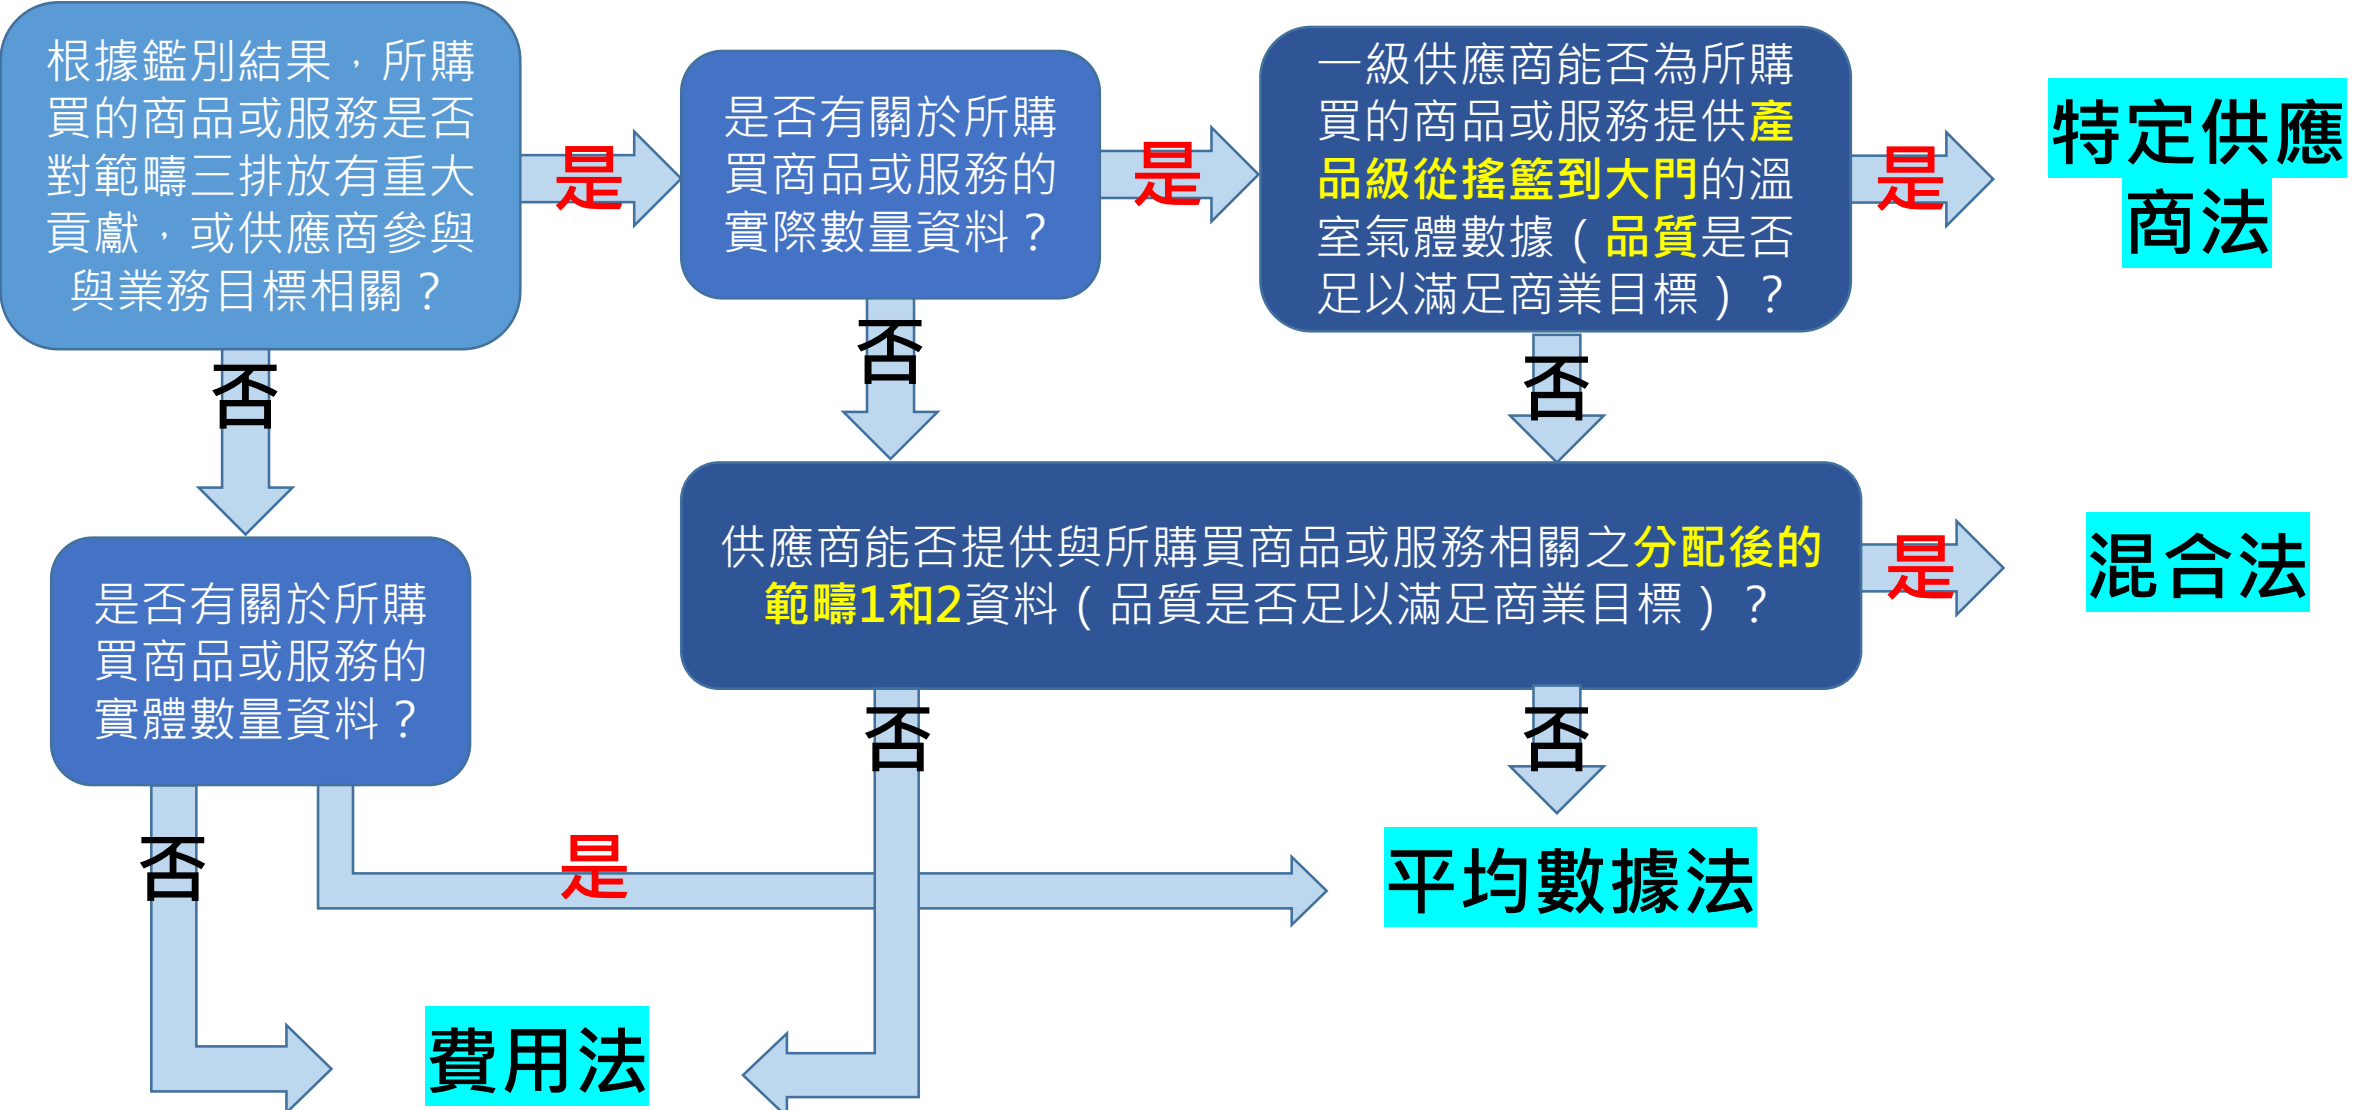 根據鑑別結果，所購
買的商品或服務是否
對範疇三排放有重大
貢獻，或供應商參與
與業務目標相關？
是
是否有關於所購
買商品或服務的
實際數量資料？
是
一級供應商能否為所購
買的商品或服務提供產
品級從搖籃到大門的溫
室氣體數據（品質是否
足以滿足商業目標）？
是
特定供應
商法
否
否
否
供應商能否提供與所購買商品或服務相關之分配後的
範疇1和2資料（品質是否足以滿足商業目標）？
是
混合法
是否有關於所購
買商品或服務的
實體數量資料？
否
否
否
是
平均數據法
費用法